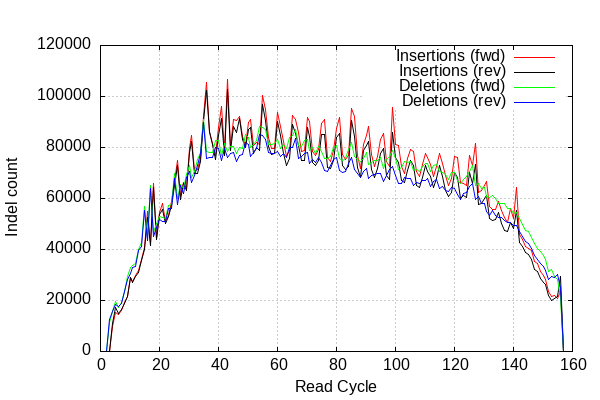 120000
100000
80000
60000
40000
20000
0
Indel count
Insertions (fwd)
Insertions (rev)
Deletions (fwd)
Deletions (rev)
0 20 40 60 80 100 120 140 160
Read Cycle